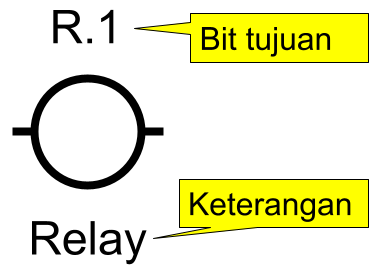 R.1
Bit tujuan
Keterangan
Relay